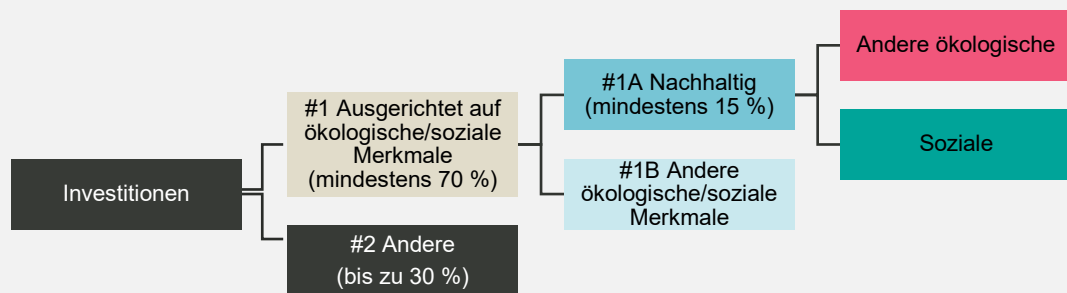 Investitionen
#1 Ausgerichtet auf
ökologische/soziale
Merkmale
(mindestens 70 %)
#2 Andere
(bis zu 30 %)
#1A Nachhaltig
(mindestens 15 %)
#1B Andere
ökologische/soziale
Merkmale
Andere ökologische
Soziale